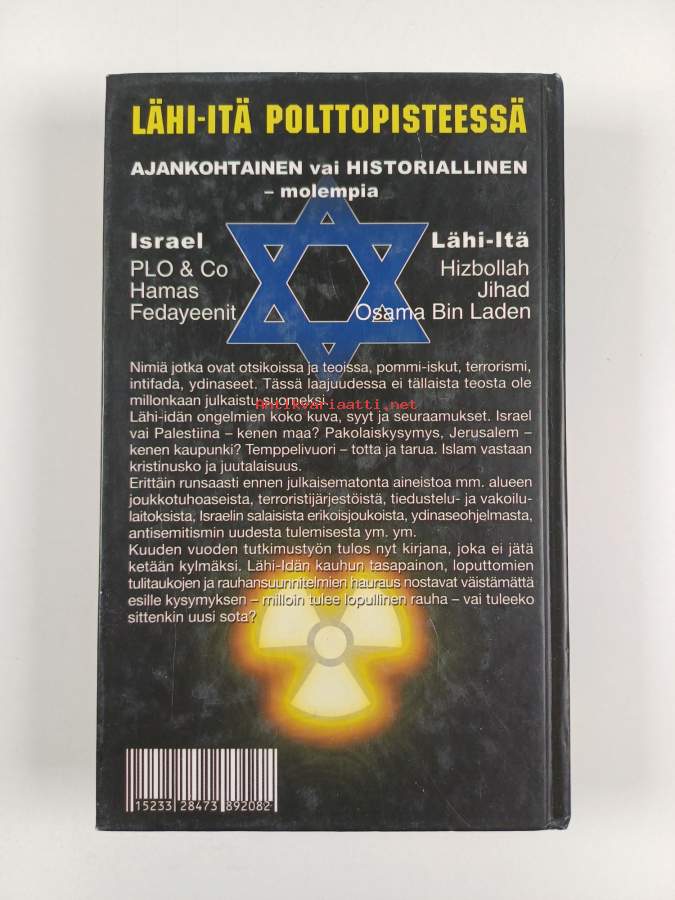 LÄHI-ITÄ POLTTOPISTEESSÄ
AJANKOHTAINEN vai HISTORIALLINEN
– molempia
Israel
PLO & Co
Hamas
Fedayeenit
Lähi-Itä
Hizbollah
Jihad
Osama Bin Laden
Nimiä jotka ovat otsikoissa ja teoissa, pommi-iskut, terrorismi,
intifada, ydinaseet. Tässä laajuudessa ei tällaista teosta ole
millonkaan julkaistu suomeksi.
Antikvariaatti.net
Lähi-idän ongelmien koko kuva, syyt ja seuraamukset. Israel
vai Palestiina – kenen maa? Pakolaiskysymys, Jerusalem –
kenen kaupunki? Temppelivuori – totta ja tarua. Islam vastaan
kristinusko ja juutalaisuus.
Erittäin runsaasti ennen julkaisematonta aineistoa mm. alueen
joukkotuhoaseista, terroristijärjestöistä, tiedustelu- ja vakoilu-
laitoksista, Israelin salaisista erikoisjoukoista, ydinaseohjelmasta,
antisemitismin uudesta tulemisesta ym. ym.
Kuuden vuoden tutkimustyön tulos nyt kirjana, joka ei jätä
ketään kylmäksi. Lähi-Idän kauhun tasapainon, loputtomien
tulitaukojen ja rauhansuunnitelmien hauraus nostavat väistämättä
esille kysymyksen – milloin tulee lopullinen rauha – vai tuleeko
sittenkin uusi sota?
15233 28473 892082